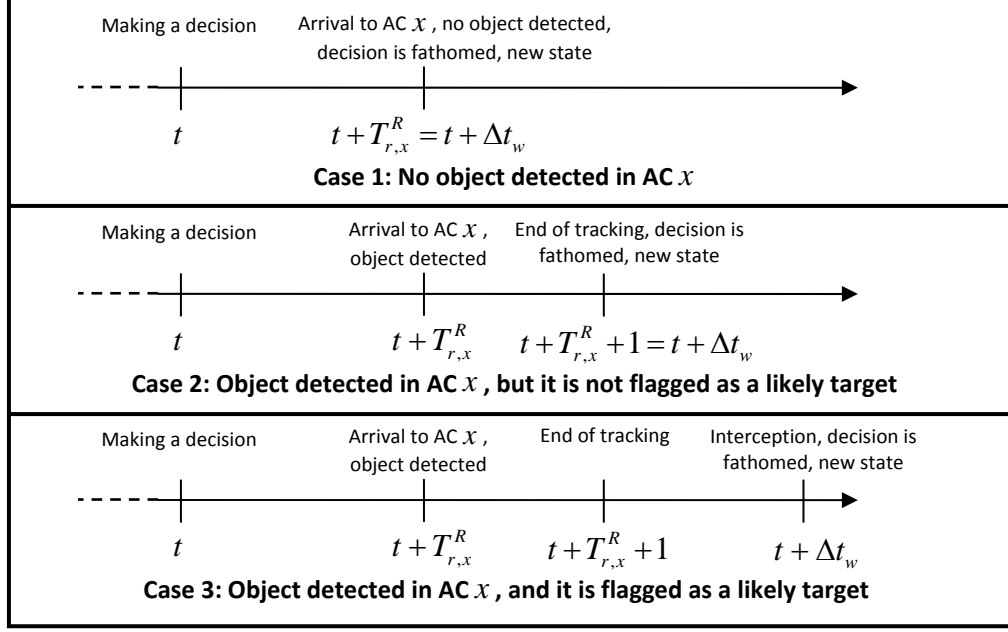 Making a decision
Arrival to AC x , no object detected,
decision is fathomed, new state
t
t + T^R_{r,x} = t + Δt_w
Case 1: No object detected in AC x
Making a decision
Arrival to AC x ,
object detected
End of tracking, decision is
fathomed, new state
t
t + T^R_{r,x}
t + T^R_{r,x} + 1 = t + Δt_w
Case 2: Object detected in AC x , but it is not flagged as a likely target
Making a decision
Arrival to AC x ,
object detected
End of tracking
Interception, decision is
fathomed, new state
t
t + T^R_{r,x}
t + T^R_{r,x} + 1
t + Δt_w
Case 3: Object detected in AC x , and it is flagged as a likely target